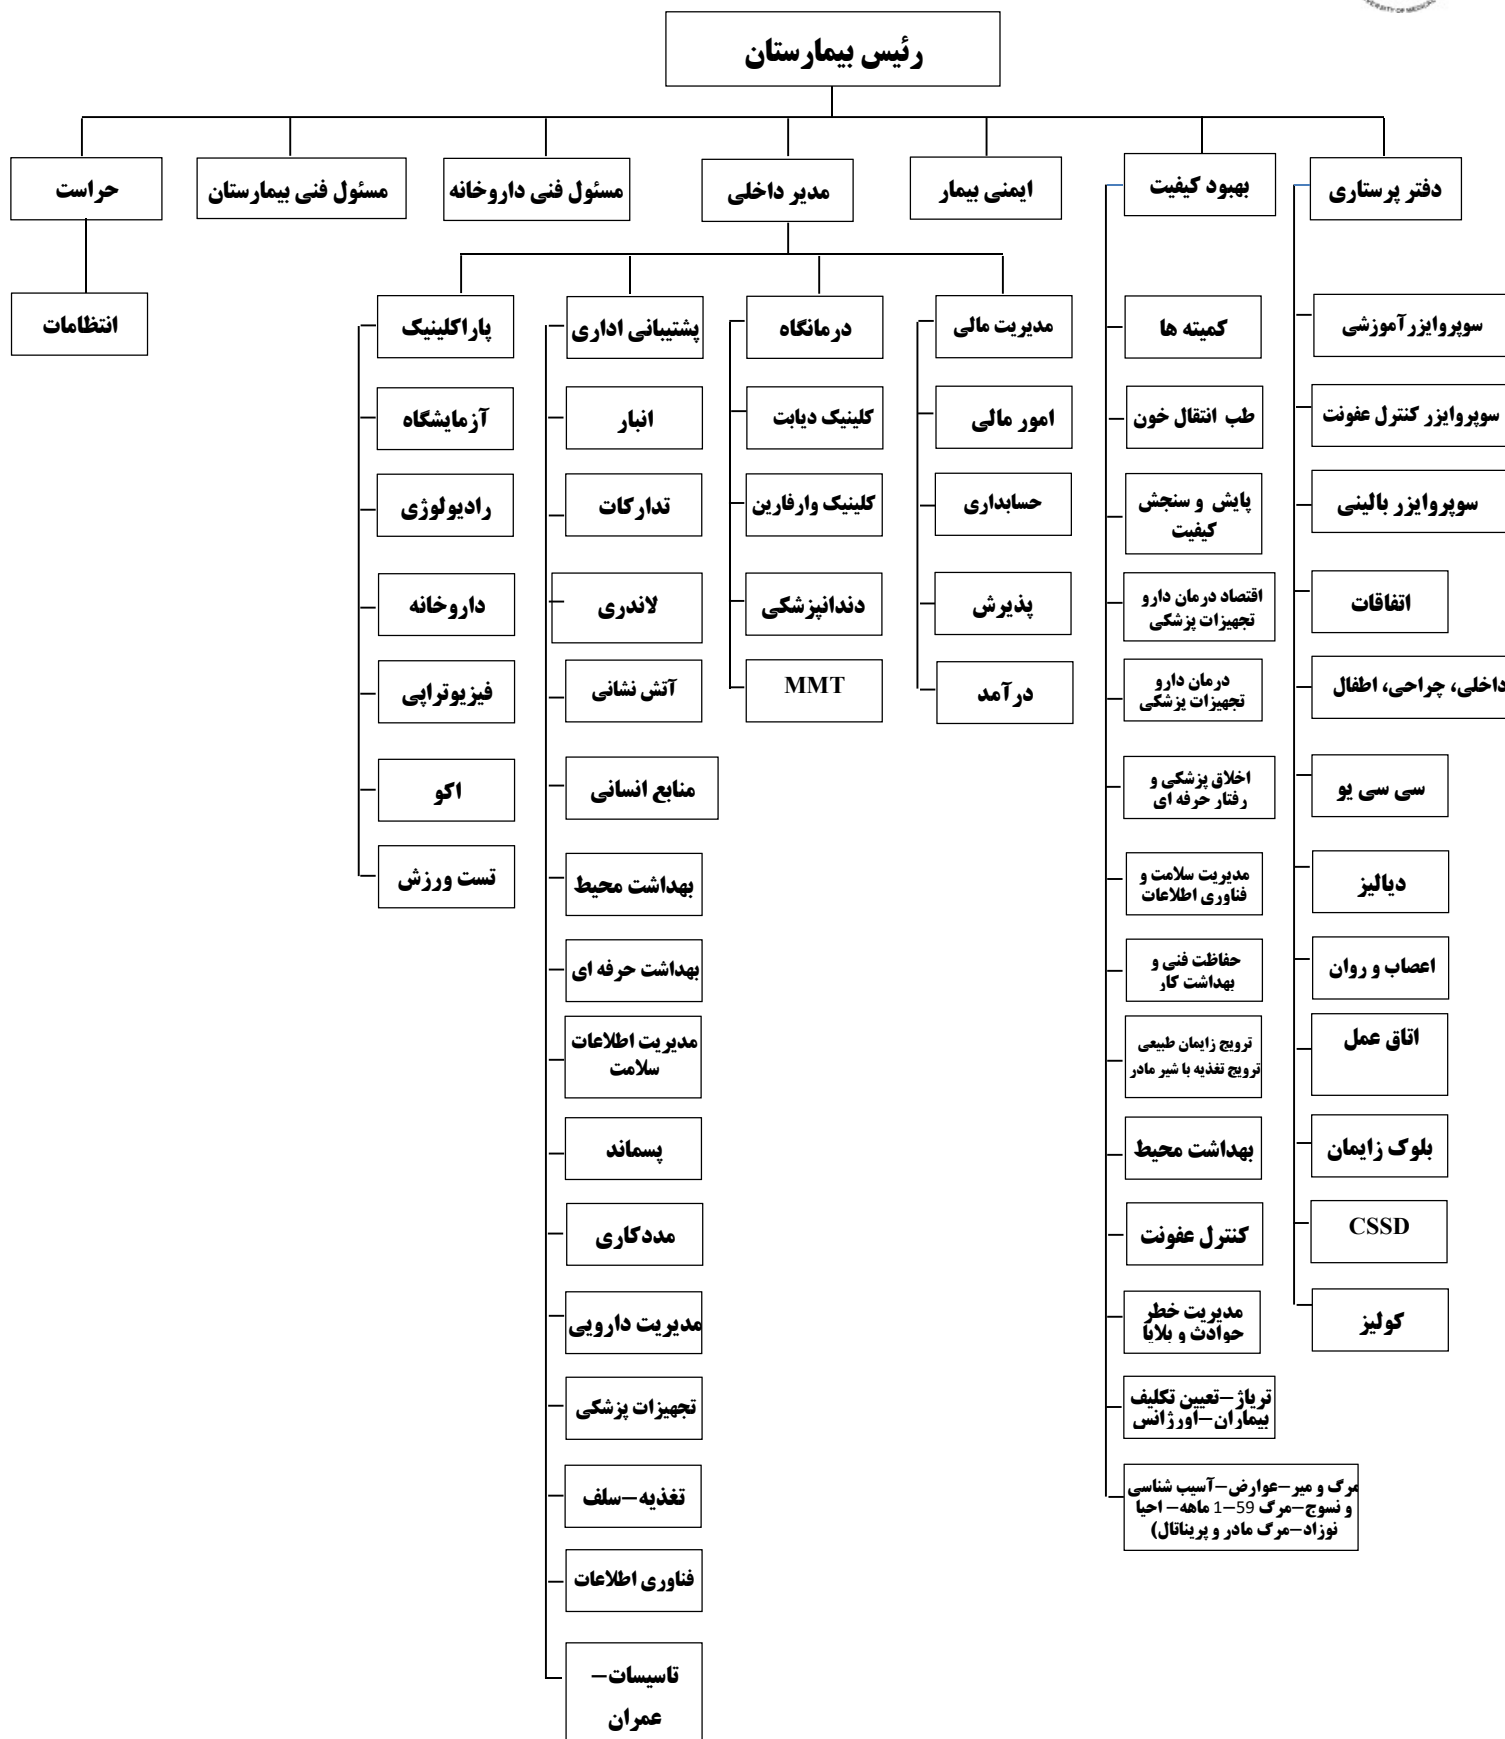 UNIVERSITY OF MEDICAL
رئیس بیمارستان
دفتر پرستاری
بهبود کیفیت
ایمنی بیمار
مدیر داخلی
مسئول فنی داروخانه
مسئول فنی بیمارستان
حراست
انتظامات
سوپروایزر آموزشی
سوپروایزر کنترل عفونت
سوپروایزر بالینی
اتفاقات
داخلی، چراحی، اطفال
سی سی یو
دیالیز
اعصاب و روان
اتاق عمل
بلوک زایمان
CSSD
کولیز
کمیته ها
طب انتقال خون
پایش و سنجش
کیفیت
اقتصاد درمان دارو و
تجهیزات پزشکی
درمان دارو و
تجهیزات پزشکی
اخلاق پزشکی و
رفتار حرفه ای
مدیریت سلامت و
فناوری اطلاعات
حفاظت فنی و
بهداشت کار
ترویج زایمان طبیعی
ترویج تغذیه با شیر مادر
بهداشت محیط
کنترل عفونت
مدیریت خطر
حوادث و بلایا
تریاژ–تعیین تکلیف
بیماران–اورژانس
مرگ و میر–عوارض–آسیب شناسی
و نسوج–مرگ 59–1 ماهه– احیا
نوزاد–مرگ مادر و پریناتال)
مدیریت مالی
امور مالی
حسابداری
پذیرش
درآمد
درمانگاه
کلینیک دیابت
کلینیک وارفارین
دندانپزشکی
MMT
پشتیبانی اداری
انبار
تدارکات
لاندری
آتش نشانی
منابع انسانی
بهداشت محیط
بهداشت حرفه ای
مدیریت اطلاعات
سلامت
پسماند
مددکاری
مدیریت دارویی
تجهیزات پزشکی
تغذیه–سلف
فناوری اطلاعات
تاسیسات–
عمران
پاراکلینیک
آزمایشگاه
رادیولوژی
داروخانه
فیزیوتراپی
اکو
تست ورزش